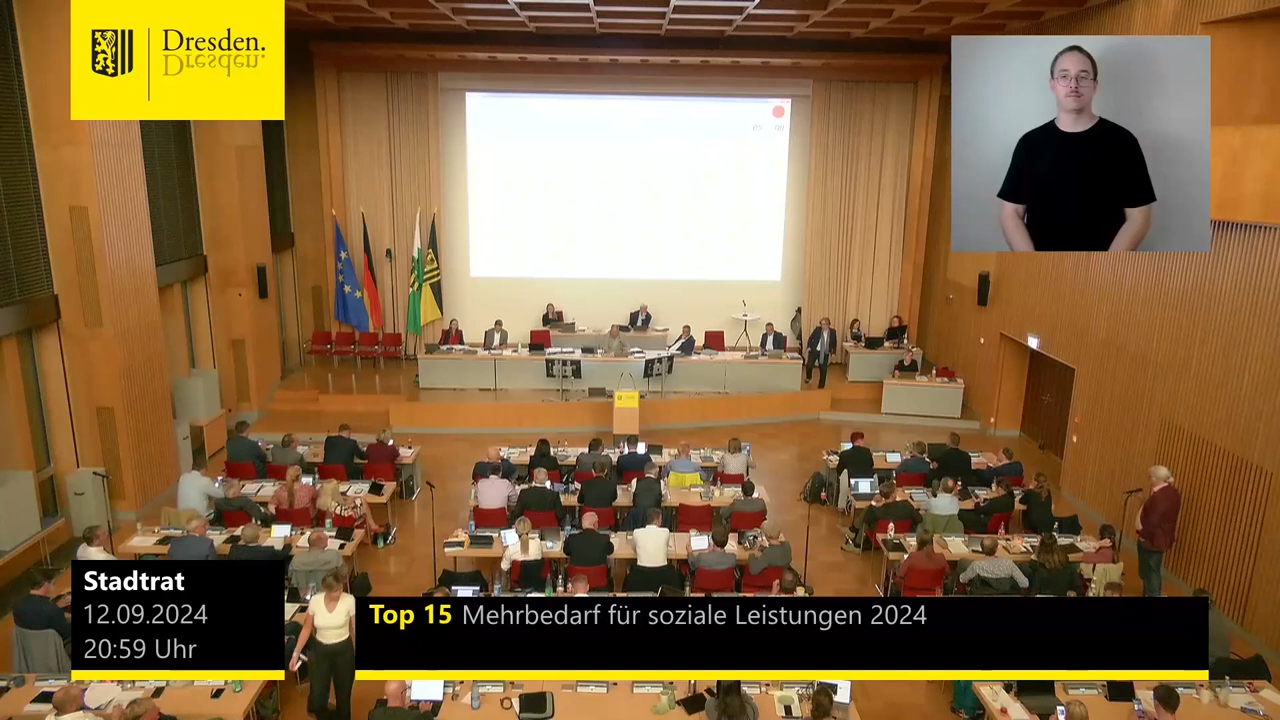 Dresden.
Dresden.
Stadtrat
12.09.2024
20:59 Uhr
Top 15 Mehrbedarf für soziale Leistungen 2024